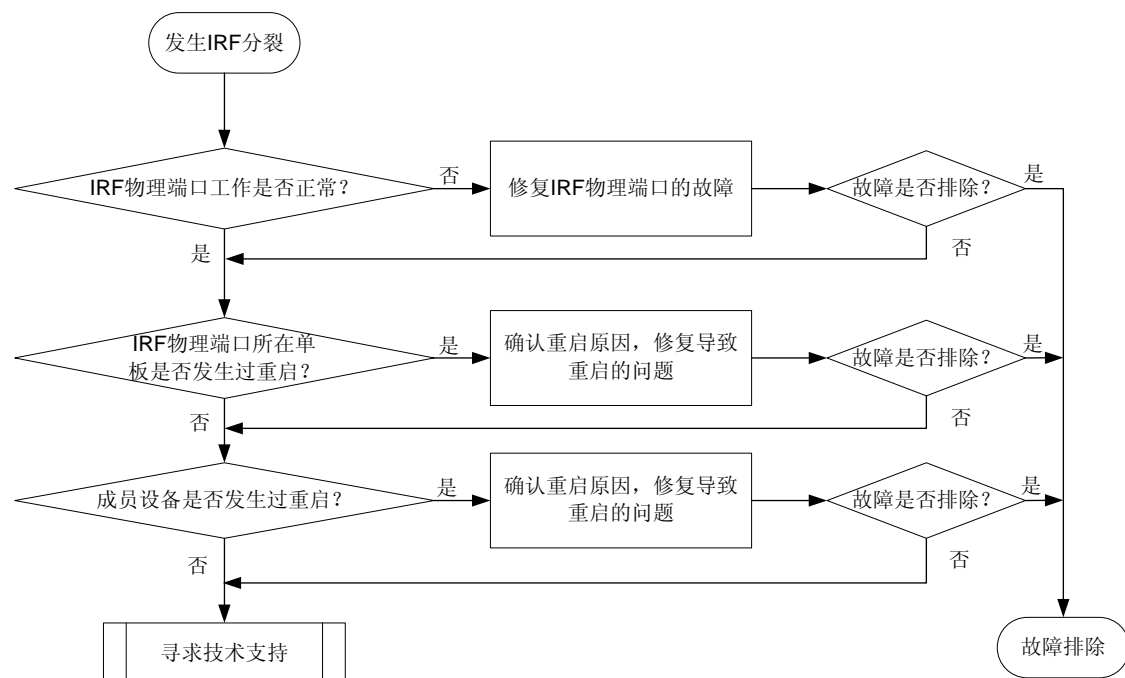 发生IRF分裂
IRF物理端口工作是否正常？
否
修复IRF物理端口的故障
故障是否排除？
是
是
否
IRF物理端口所在单
板是否发生过重启？
是
确认重启原因，修复导致
重启的问题
故障是否排除？
是
否
否
成员设备是否发生过重启？
是
确认重启原因，修复导致
重启的问题
故障是否排除？
是
否
否
寻求技术支持
故障排除